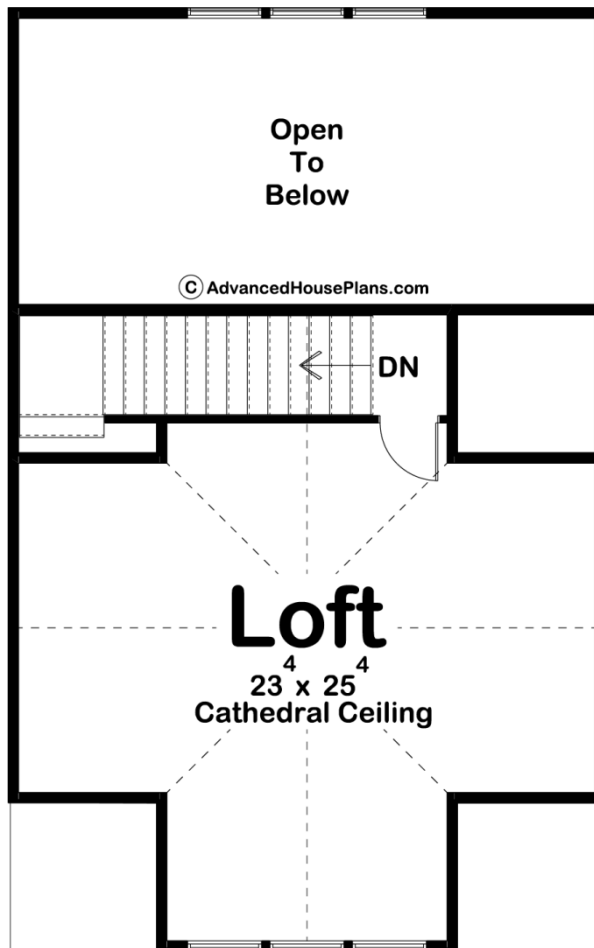 Open
To
Below
© AdvancedHousePlans.com
DN
Loft
23⁴ x 25⁴
Cathedral Ceiling